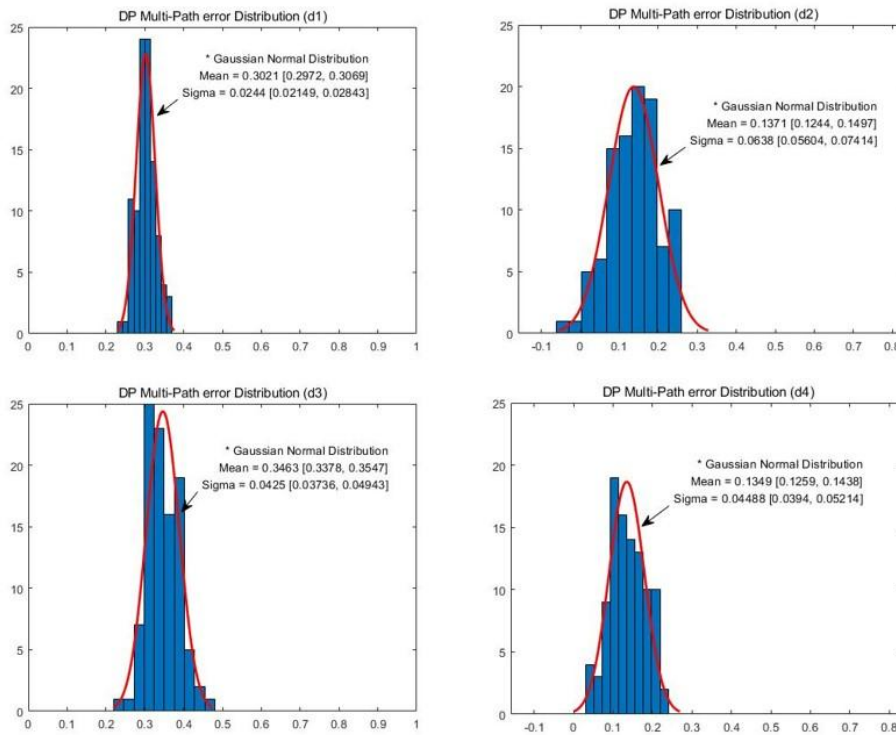 DP Multi-Path error Distribution (d1)
25
20
15
10
5
0
* Gaussian Normal Distribution
Mean = 0.3021 [0.2972, 0.3069]
Sigma = 0.0244 [0.02149, 0.02843]
0 0.1 0.2 0.3 0.4 0.5 0.6 0.7 0.8 0.9 1
DP Multi-Path error Distribution (d2)
25
20
15
10
5
0
* Gaussian Normal Distribution
Mean = 0.1371 [0.1244, 0.1497]
Sigma = 0.0638 [0.05604, 0.07414]
-0.1 0 0.1 0.2 0.3 0.4 0.5 0.6 0.7
DP Multi-Path error Distribution (d3)
25
20
15
10
5
0
* Gaussian Normal Distribution
Mean = 0.3463 [0.3378, 0.3547]
Sigma = 0.0425 [0.03736, 0.04943]
0 0.1 0.2 0.3 0.4 0.5 0.6 0.7 0.8 0.9 1
DP Multi-Path error Distribution (d4)
25
20
15
10
5
0
* Gaussian Normal Distribution
Mean = 0.1349 [0.1259, 0.1438]
Sigma = 0.04488 [0.0394, 0.05214]
-0.1 0 0.1 0.2 0.3 0.4 0.5 0.6 0.7